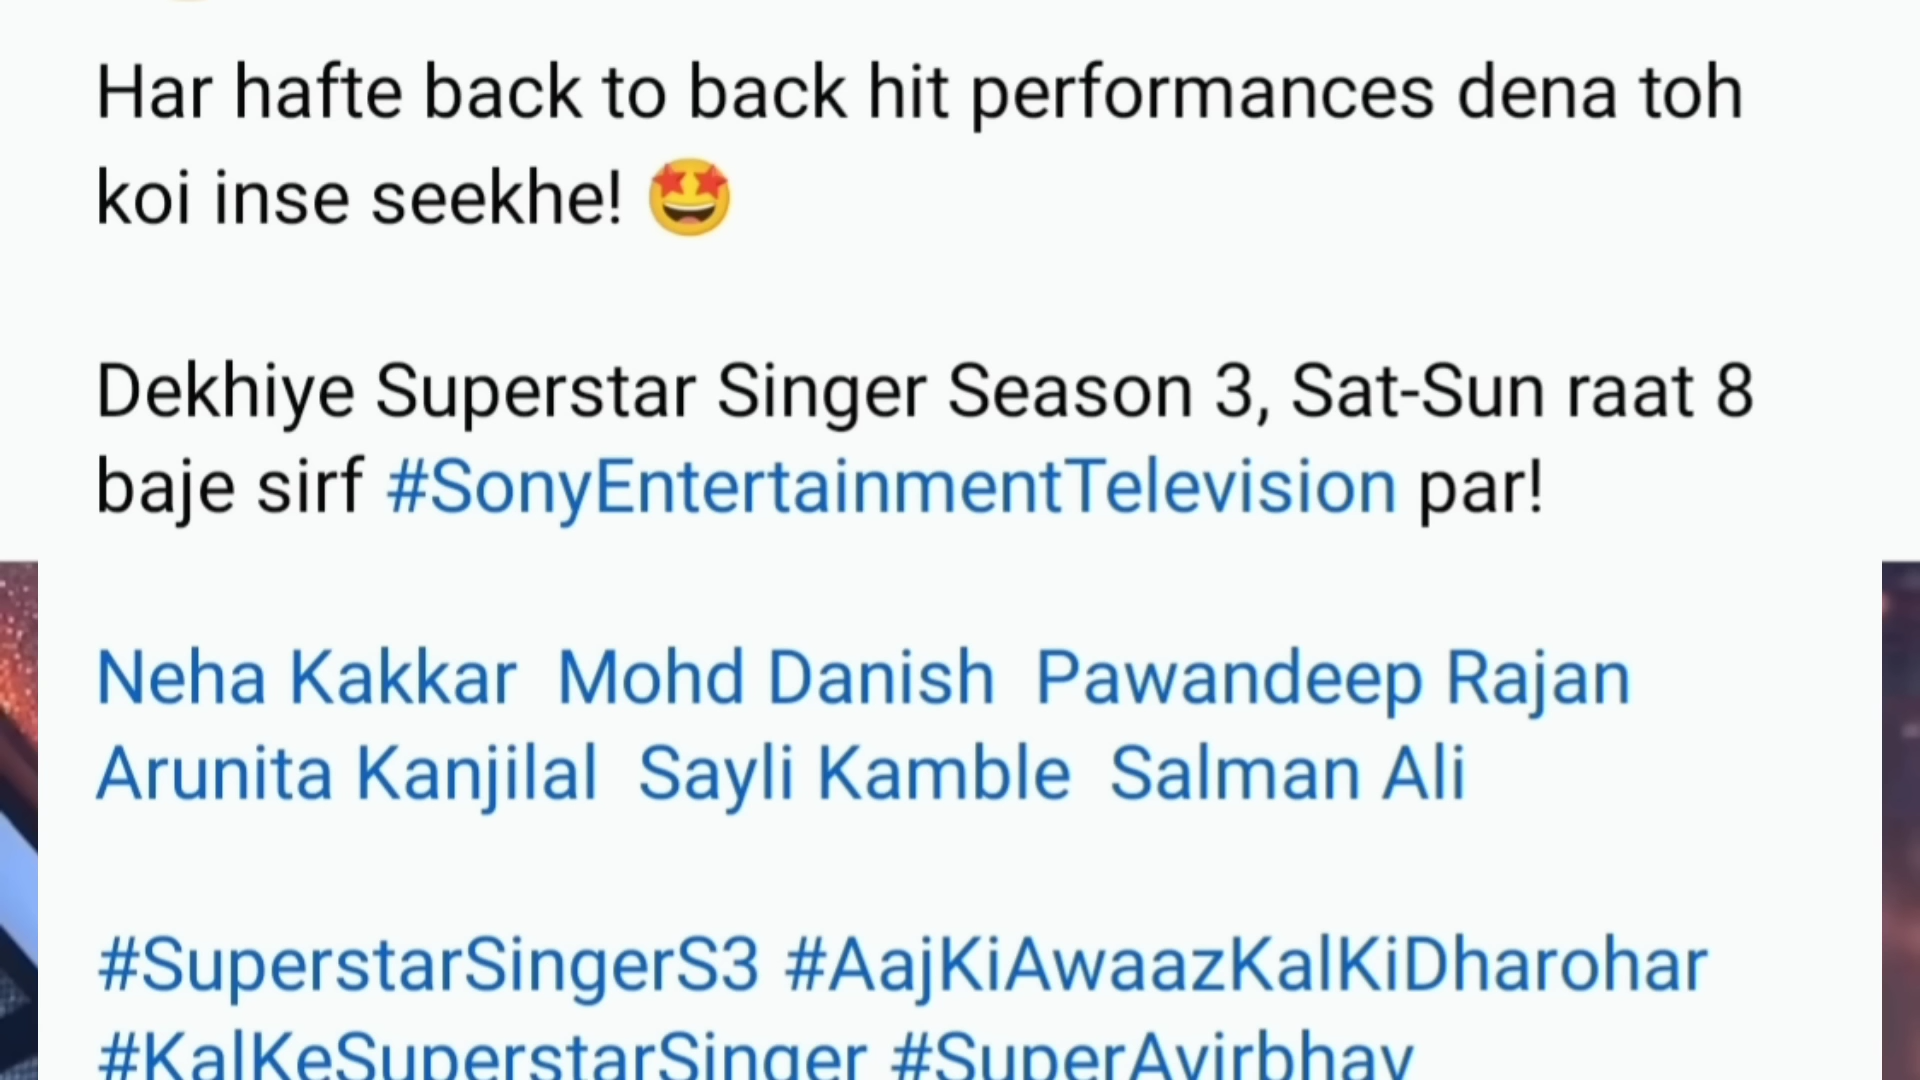 Har hafte back to back hit performances dena toh
koi inse seekhe! 🤩
Dekhiye Superstar Singer Season 3, Sat-Sun raat 8
baje sirf #SonyEntertainmentTelevision par!
Neha Kakkar Mohd Danish Pawandeep Rajan
Arunita Kanjilal Sayli Kamble Salman Ali
#SuperstarSingerS3 #AajKiAwaazKalKiDharohar
#KalKeSuperstarSinger #SuperAvirbhav